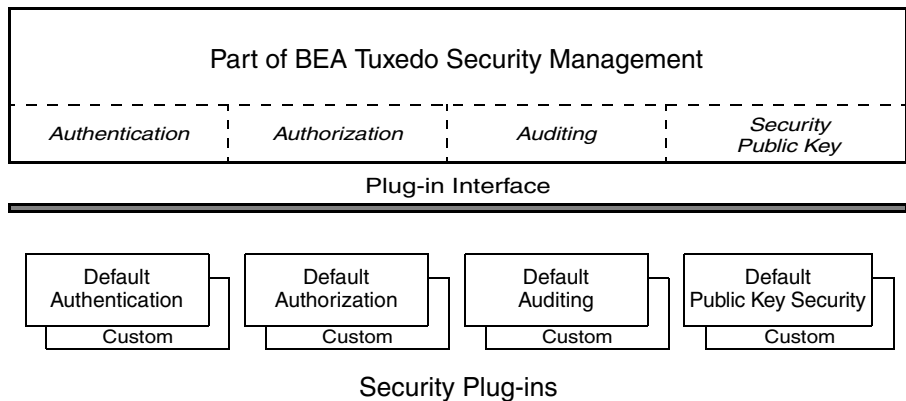 Part of BEA Tuxedo Security Management
Authentication
Authorization
Auditing
Security
Public Key
Plug-in Interface
Default
Authentication
Custom
Default
Authorization
Custom
Default
Auditing
Custom
Default
Public Key Security
Custom
Security Plug-ins